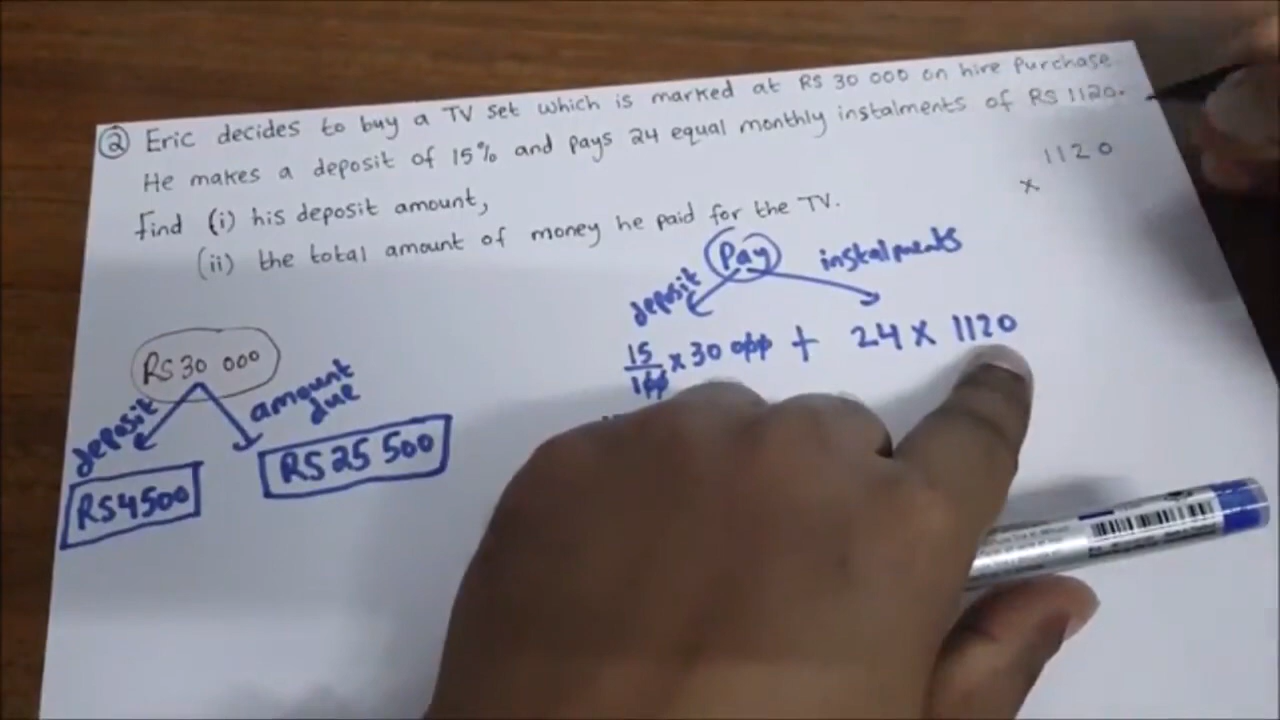 ② Eric decides to buy a TV set which is marked at RS 30 000 on hire purchase.
He makes a deposit of 15% and pays 24 equal monthly instalments of RS 1120.
find (i) his deposit amount,
(ii) the total amount of money he paid for the TV.
1120
×
Pay
deposit
instalments
15/100 × 30 000 + 24 × 1120
RS 30 000
deposit
amount due
RS 4500
RS 25 500